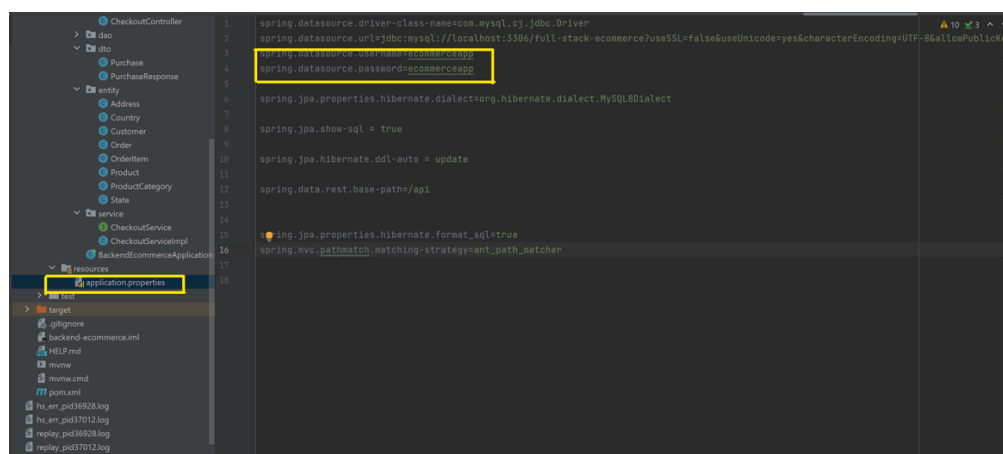 CheckoutController
dao
dto
Purchase
PurchaseResponse
entity
Address
Country
Customer
Order
OrderItem
Product
ProductCategory
State
service
CheckoutService
CheckoutServiceImpl
BackendEcommerceApplication
resources
application.properties
test
target
.gitignore
backend-ecommerce.iml
HELP.md
mvnw
mvnw.cmd
pom.xml
hs_err_pid36928.log
hs_err_pid37012.log
replay_pid36928.log
replay_pid37012.log
1 spring.datasource.driver-class-name=com.mysql.cj.jdbc.Driver
2 spring.datasource.url=jdbc:mysql://localhost:3306/full-stack-ecommerce?useSSL=false&useUnicode=yes&characterEncoding=UTF-8&allowPublicKe
3 spring.datasource.username=ecommerceapp
4 spring.datasource.password=ecommerceapp
5
6 spring.jpa.properties.hibernate.dialect=org.hibernate.dialect.MySQL8Dialect
7
8 spring.jpa.show-sql = true
9
10 spring.jpa.hibernate.ddl-auto = update
11
12 spring.data.rest.base-path=/api
13
14
15 spring.jpa.properties.hibernate.format_sql=true
16 spring.mvc.pathmatch.matching-strategy=ant_path_matcher
17
18
10 3